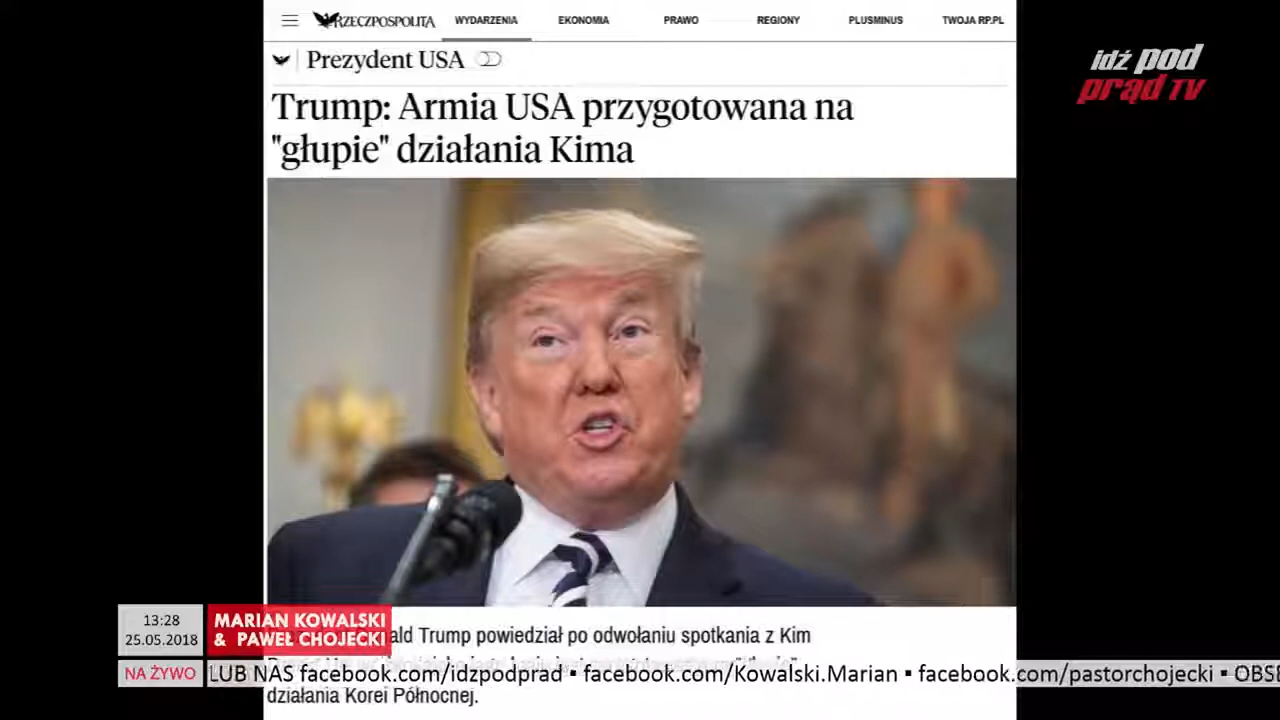 RZECZPOSPOLITA WYDARZENIA EKONOMIA PRAWO REGIONY PLUSMINUS TWOJA RP.PL
Prezydent USA
idź pod
prąd TV
Trump: Armia USA przygotowana na
"głupie" działania Kima
13:28
25.05.2018
MARIAN KOWALSKI
& PAWEŁ CHOJECKI
ald Trump powiedział po odwołaniu spotkania z Kim
NA ŻYWO
LUB NAS facebook.com/idzpodprad ▪ facebook.com/Kowalski.Marian ▪ facebook.com/pastorchojecki ▪ OBSE
działania Korei Północnej.